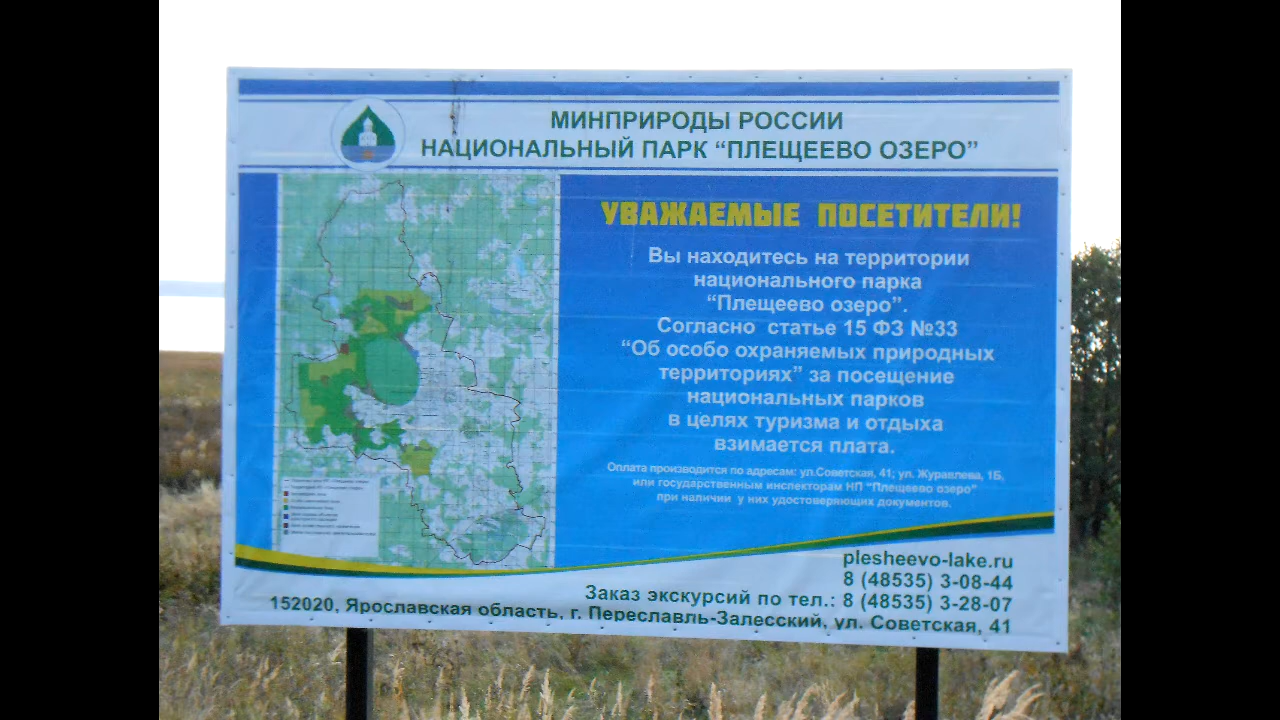 МИНПРИРОДЫ РОССИИ
НАЦИОНАЛЬНЫЙ ПАРК “ПЛЕЩЕЕВО ОЗЕРО”
УВАЖАЕМЫЕ ПОСЕТИТЕЛИ!
Вы находитесь на территории
национального парка
“Плещеево озеро”.
Согласно статье 15 ФЗ №33
“Об особо охраняемых природных
территориях” за посещение
национальных парков
в целях туризма и отдыха
взимается плата.
Оплата производится по адресам: ул.Советская, 41; ул. Журавлева, 1Б,
или государственным инспекторам НП “Плещеево озеро”
при наличии у них удостоверяющих документов.
plesheevo-lake.ru
8 (48535) 3-08-44
Заказ экскурсий по тел.: 8 (48535) 3-28-07
152020, Ярославская область, г. Переславль-Залесский, ул. Советская, 41